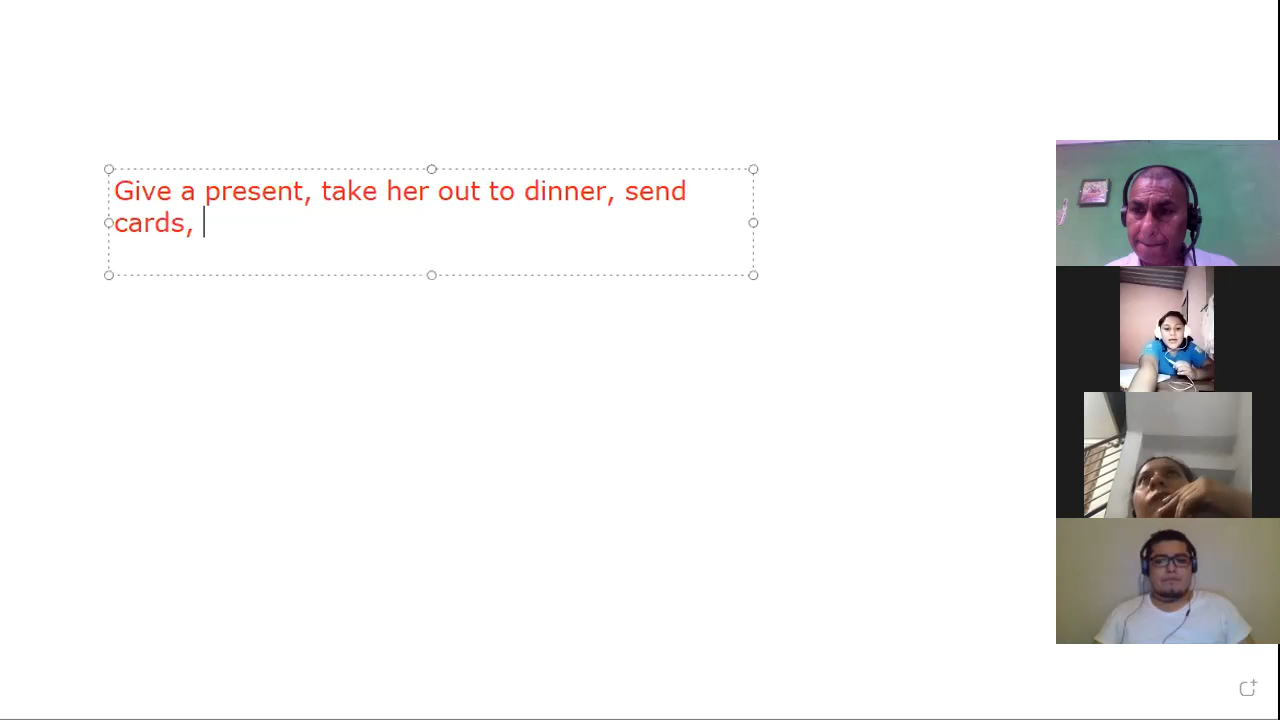 Give a present, take her out to dinner, send
cards,